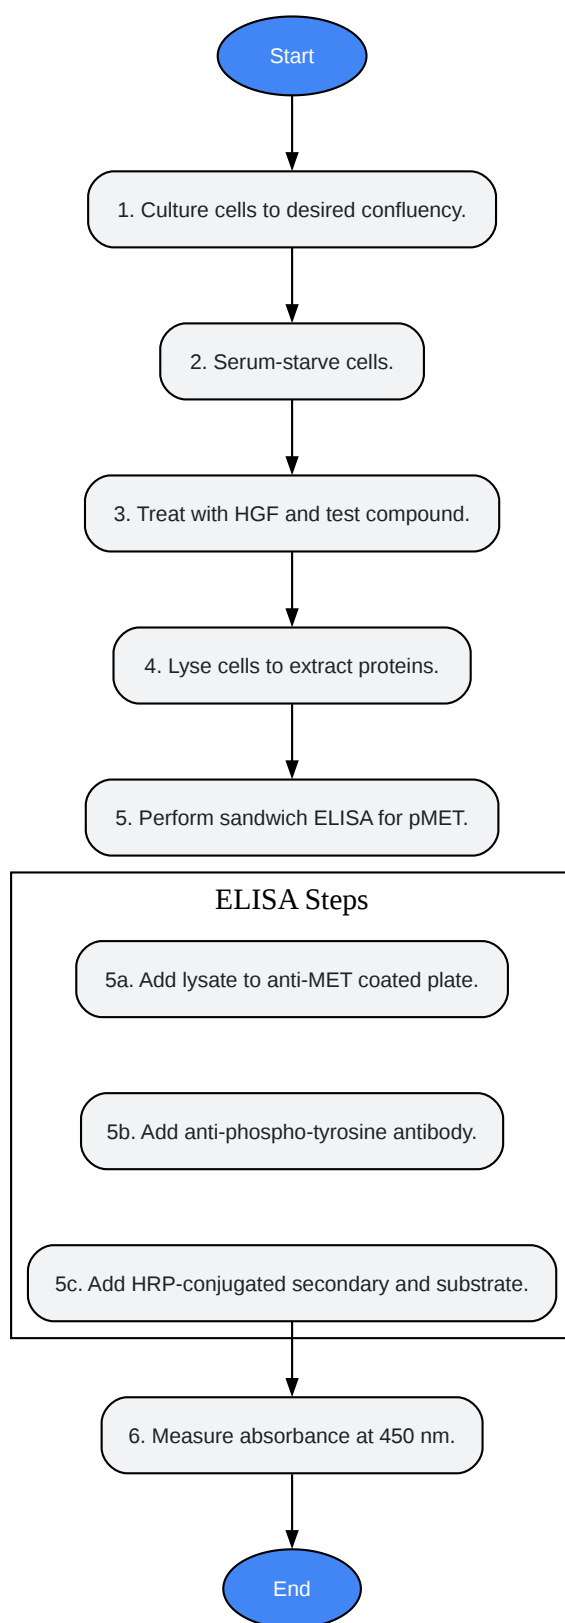 Start
1. Culture cells to desired confluency.
2. Serum-starve cells.
3. Treat with HGF and test compound.
4. Lyse cells to extract proteins.
5. Perform sandwich ELISA for pMET.
ELISA Steps
5a. Add lysate to anti-MET coated plate.
5b. Add anti-phospho-tyrosine antibody.
5c. Add HRP-conjugated secondary and substrate.
6. Measure absorbance at 450 nm.
End